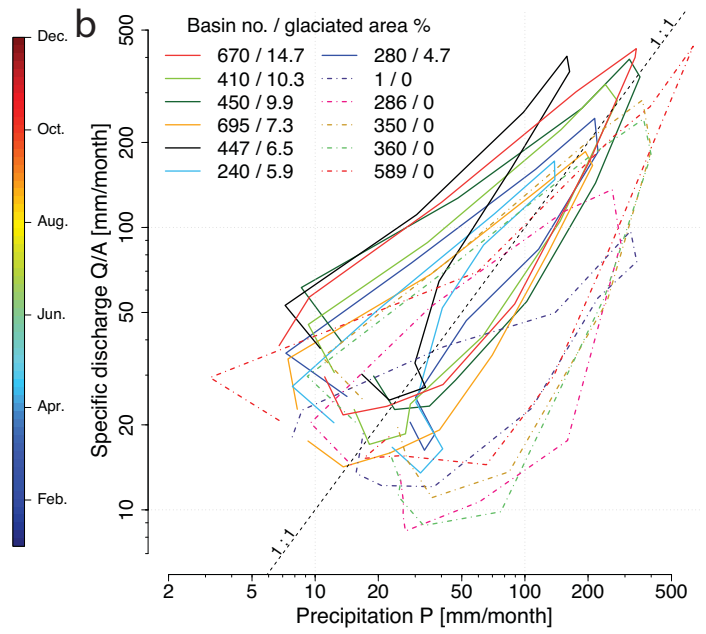 b
Basin no. / glaciated area %
670 / 14.7
410 / 10.3
450 / 9.9
695 / 7.3
447 / 6.5
240 / 5.9
280 / 4.7
1 / 0
286 / 0
350 / 0
360 / 0
589 / 0
1:1
1:1
Dec.
Oct.
Aug.
Jun.
Apr.
Feb.
Specific discharge Q/A [mm/month]
500
200
100
50
20
10
2
5
10
20
50
100
200
500
Precipitation P [mm/month]